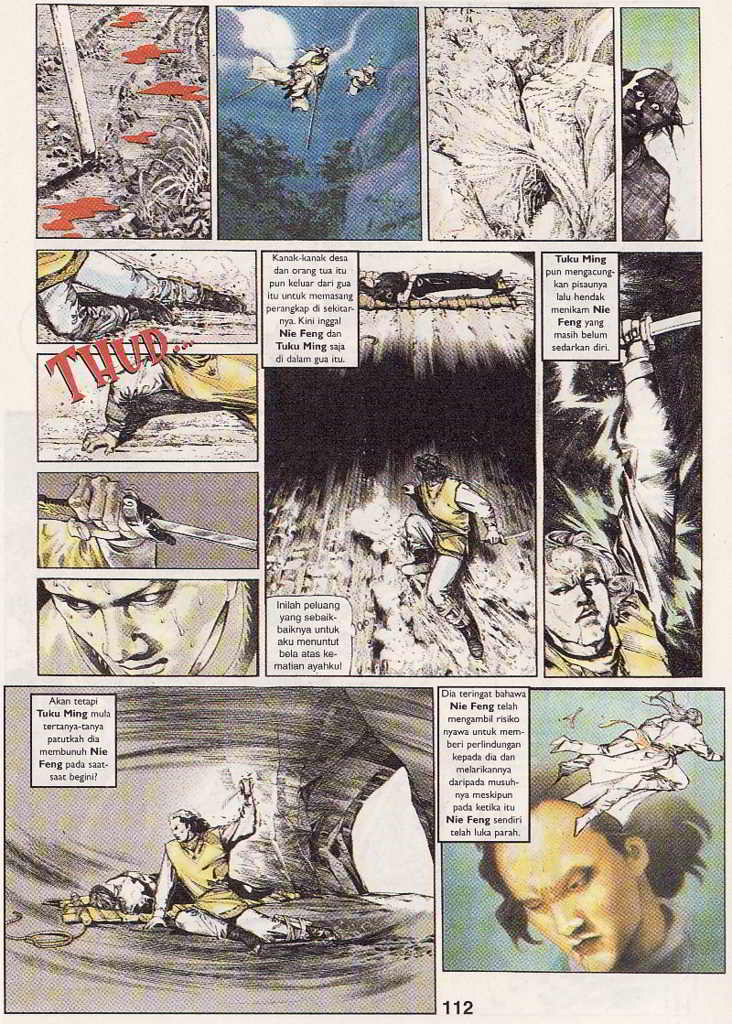 THUD...
Kanak-kanak desa
dan orang tua itu
pun keluar dari gua
itu untuk memasang
perangkap di sekitar-
nya. Kini inggal
Nie Feng dan
Tuku Ming saja
di dalam gua itu.
Inilah peluang
yang sebaik-
baiknya untuk
aku menuntut
bela atas ke-
matian ayahku!
Tuku Ming
pun mengacung-
kan pisaunya
lalu hendak
menikam Nie
Feng yang
masih belum
sedarkan diri.
Akan tetapi
Tuku Ming mula
tertanya-tanya
patutkah dia
membunuh Nie
Feng pada saat-
saat begini?
Dia teringat bahawa
Nie Feng telah
mengambil risiko
nyawa untuk mem-
beri perlindungan
kepada dia dan
melarikannya
daripada musuh-
nya meskipun
pada ketika itu
Nie Feng sendiri
telah luka parah.
112